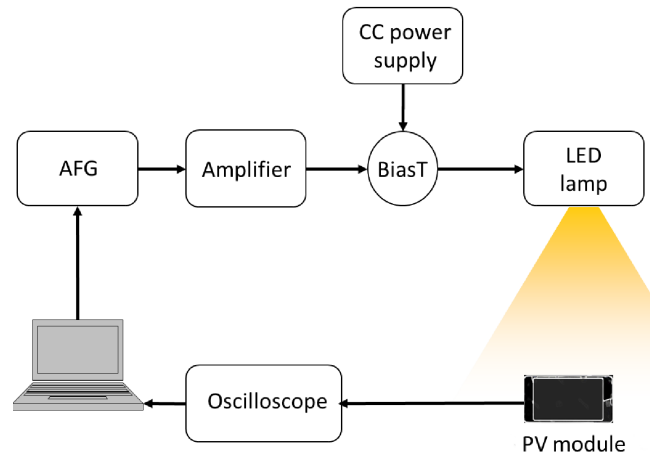 CC power
supply
AFG
Amplifier
BiasT
LED
lamp
Oscilloscope
PV module